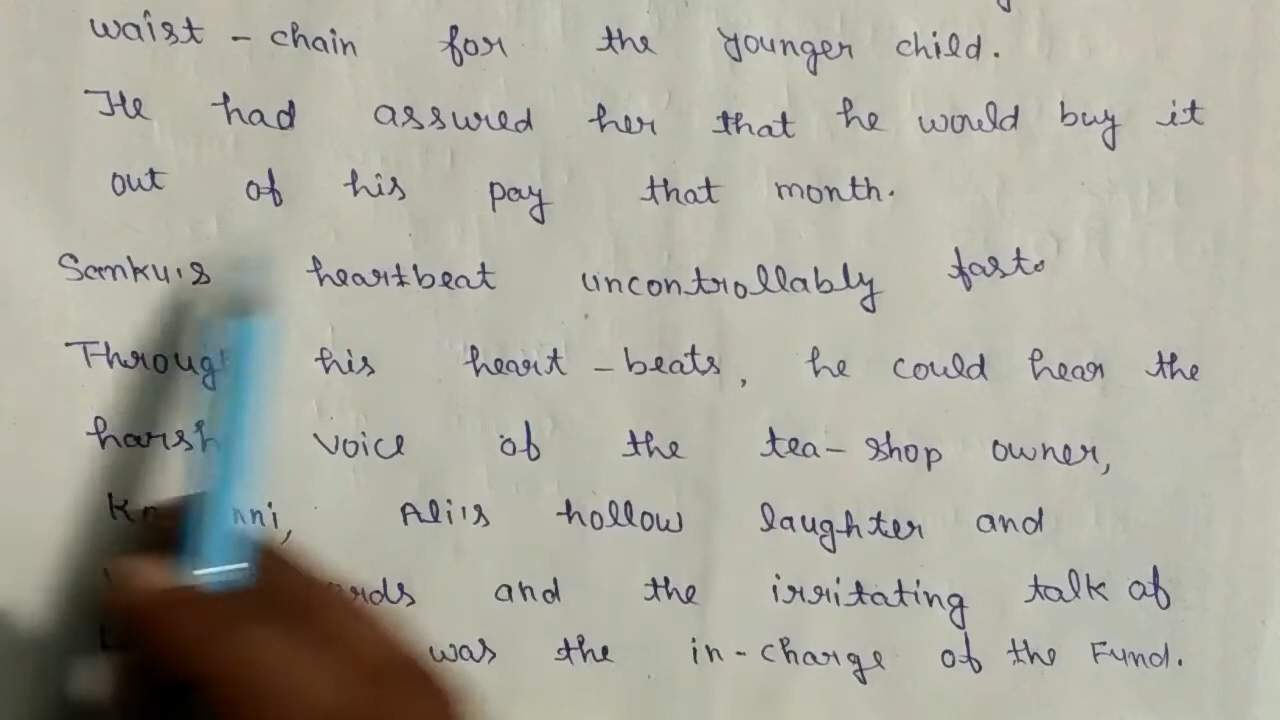 waist - chain for the younger child.
He had assured her that he would buy it
out of his pay that month.
Sanku's heartbeat uncontrollably fast.
his heart - beats, he could hear the
voice of the tea - shop owner,
Ali's hollow laughter and
and the irritating talk of
was the in - charge of the Fund.